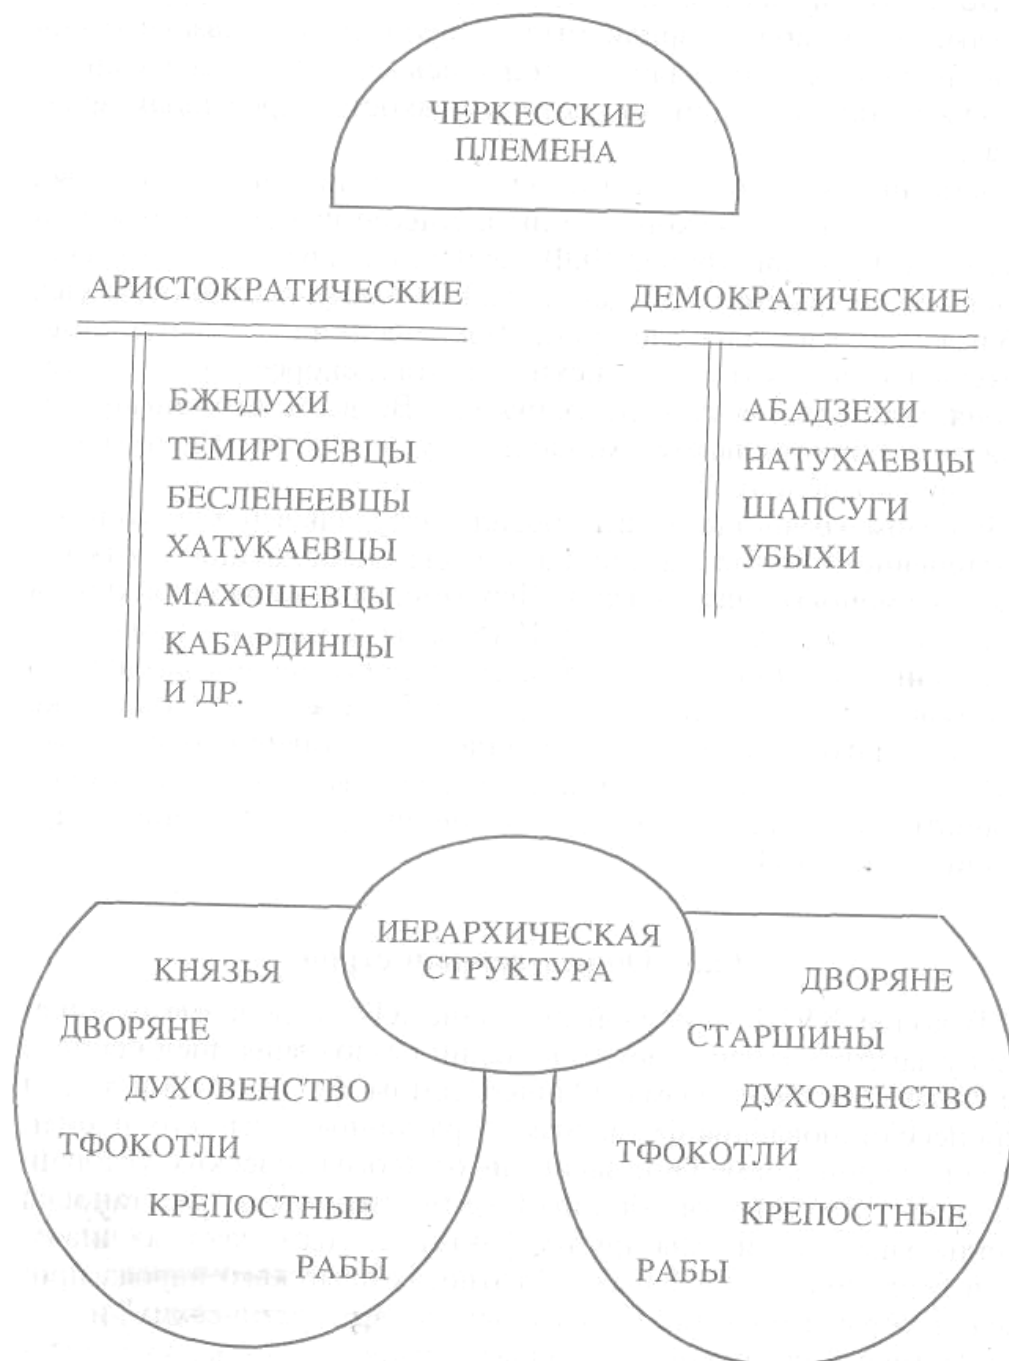 ЧЕРКЕССКИЕ
ПЛЕМЕНА
АРИСТОКРАТИЧЕСКИЕ
БЖЕДУХИ
ТЕМИРГОЕВЦЫ
БЕСЛЕНЕЕВЦЫ
ХАТУКАЕВЦЫ
МАХОШЕВЦЫ
КАБАРДИНЦЫ
И ДР.
ДЕМОКРАТИЧЕСКИЕ
АБАДЗЕХИ
НАТУХАЕВЦЫ
ШАПСУГИ
УБЫХИ
ИЕРАРХИЧЕСКАЯ
СТРУКТУРА
КНЯЗЬЯ
ДВОРЯНЕ
ДУХОВЕНСТВО
ТФОКОТЛИ
КРЕПОСТНЫЕ
РАБЫ
ДВОРЯНЕ
СТАРШИНЫ
ДУХОВЕНСТВО
ТФОКОТЛИ
КРЕПОСТНЫЕ
РАБЫ